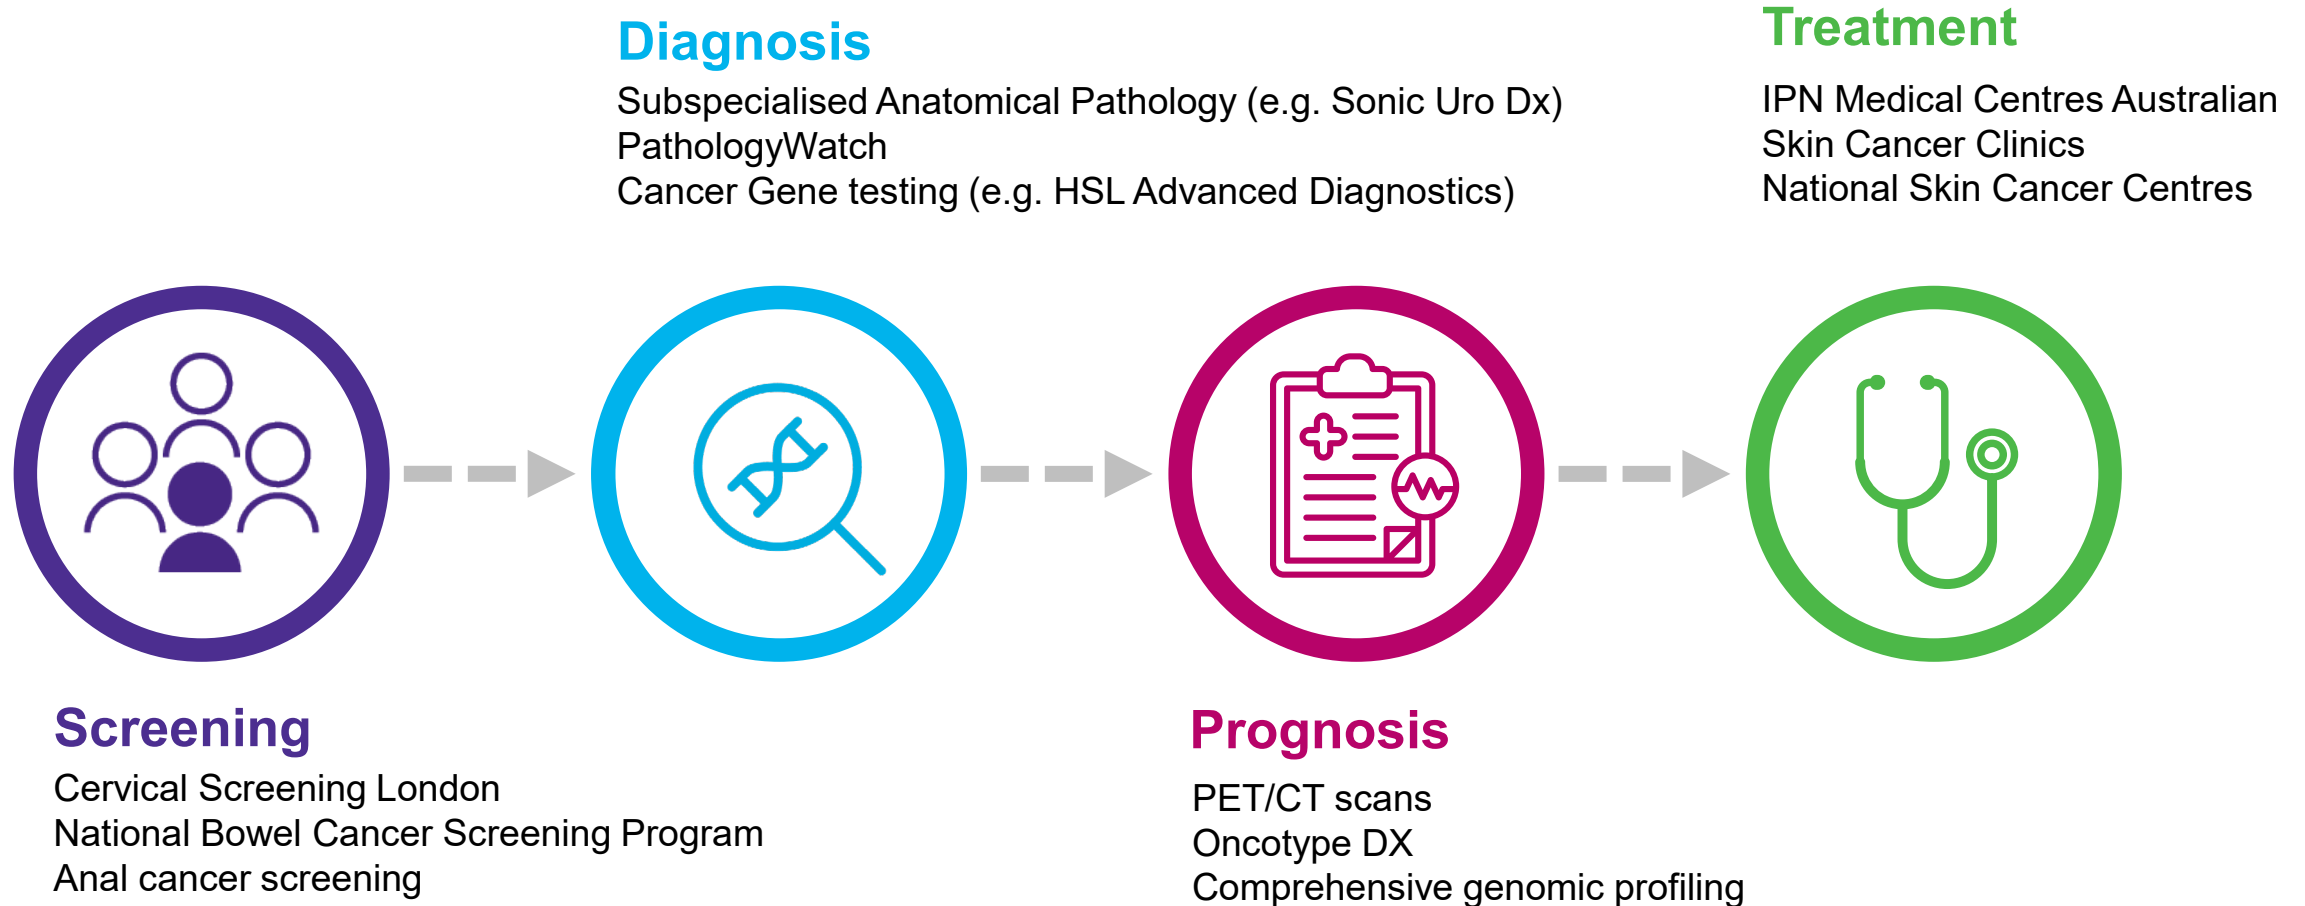 Diagnosis
Subspecialised Anatomical Pathology (e.g. Sonic Uro Dx)
PathologyWatch
Cancer Gene testing (e.g. HSL Advanced Diagnostics)
Treatment
IPN Medical Centres Australian
Skin Cancer Clinics
National Skin Cancer Centres
Screening
Cervical Screening London
National Bowel Cancer Screening Program
Anal cancer screening
Prognosis
PET/CT scans
Oncotype DX
Comprehensive genomic profiling